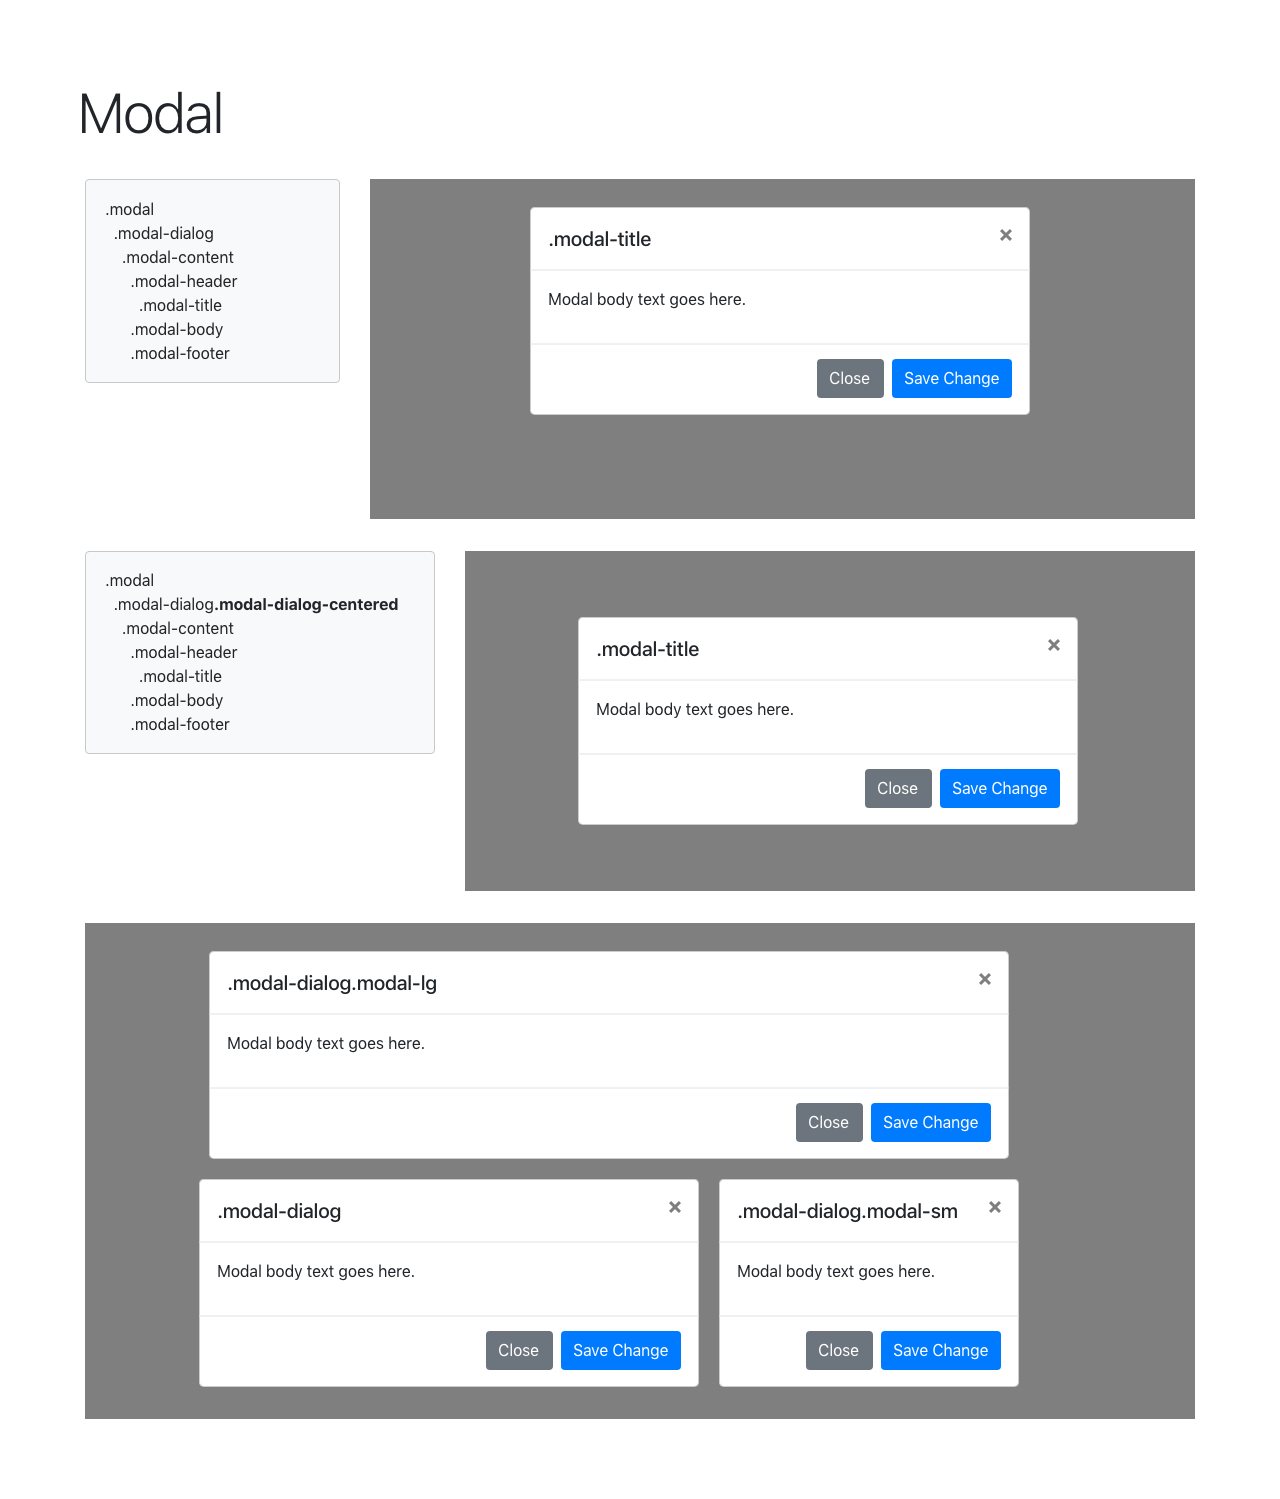 Modal
.modal
.modal-dialog
.modal-content
.modal-header
.modal-title
.modal-body
.modal-footer
.modal-title ×
Modal body text goes here.
Close Save Change
.modal
.modal-dialog.modal-dialog-centered
.modal-content
.modal-header
.modal-title
.modal-body
.modal-footer
.modal-title ×
Modal body text goes here.
Close Save Change
.modal-dialog.modal-lg ×
Modal body text goes here.
Close Save Change
.modal-dialog ×
Modal body text goes here.
Close Save Change
.modal-dialog.modal-sm ×
Modal body text goes here.
Close Save Change